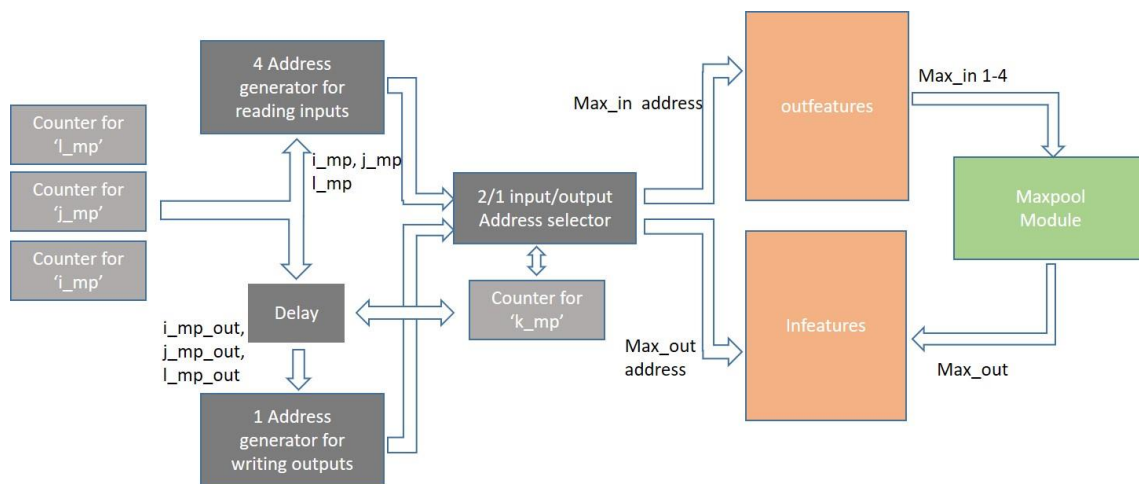 4 Address
generator for
reading inputs
Counter for
‘l_mp’
Counter for
‘j_mp’
Counter for
‘i_mp’
i_mp, j_mp
l_mp
Delay
i_mp_out,
j_mp_out,
l_mp_out
1 Address
generator for
writing outputs
2/1 input/output
Address selector
Counter for
‘k_mp’
Max_in address
outfeatures
Max_in 1-4
Maxpool
Module
Max_out
address
Infeatures
Max_out